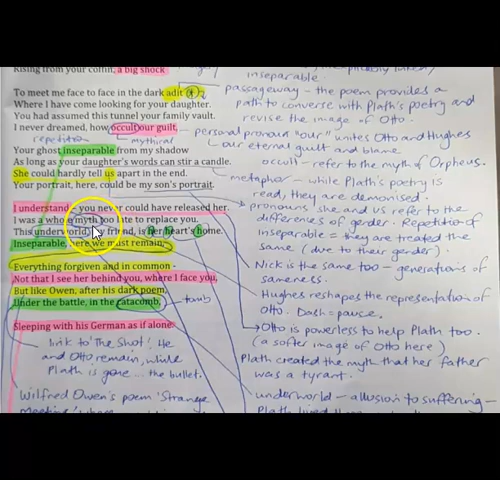 Rising from your coffin, a big shock
inseparable.
To meet me face to face in the dark adit
Where I have come looking for your daughter.
You had assumed this tunnel your family vault.
I never dreamed, how occult our guilt,
repetition
mythical
Your ghost inseparable from my shadow
As long as your daughter's words can stir a candle.
She could hardly tell us apart in the end.
Your portrait, here, could be my son's portrait.
I understand - you never could have released her.
I was a whole myth too late to replace you.
This underworld, my friend, is her heart's home.
Inseparable, here we must remain,
Everything forgiven and in common -
Not that I see her behind you, where I face you,
But like Owen, after his dark poem,
Under the battle, in the catacomb,
tomb
Sleeping with his German as if alone.
link to 'The Shot'. He
and Otto remain, while
Plath is gone ... the bullet.
Wilfred Owen's poem 'Strange
Meeting'
passageway - the poem provides a
path to converse with Plath's poetry and
revise the image of Otto.
personal pronoun "our" unites Otto and Hughes
our eternal guilt and blame
occult - refer to the myth of Orpheus.
metaphor - while Plath's poetry is
read, they are demonised.
pronouns she and us refer to the
differences of gender. Repetition of
inseparable = they are treated the
same (due to their gender).
Nick is the same too - generations of
sameness.
Hughes reshapes the representation of
Otto. Dash = pause.
Otto is powerless to help Plath too.
(a softer image of Otto here)
Plath created the myth that her father
was a tyrant.
underworld - allusion to suffering -
Plath lived